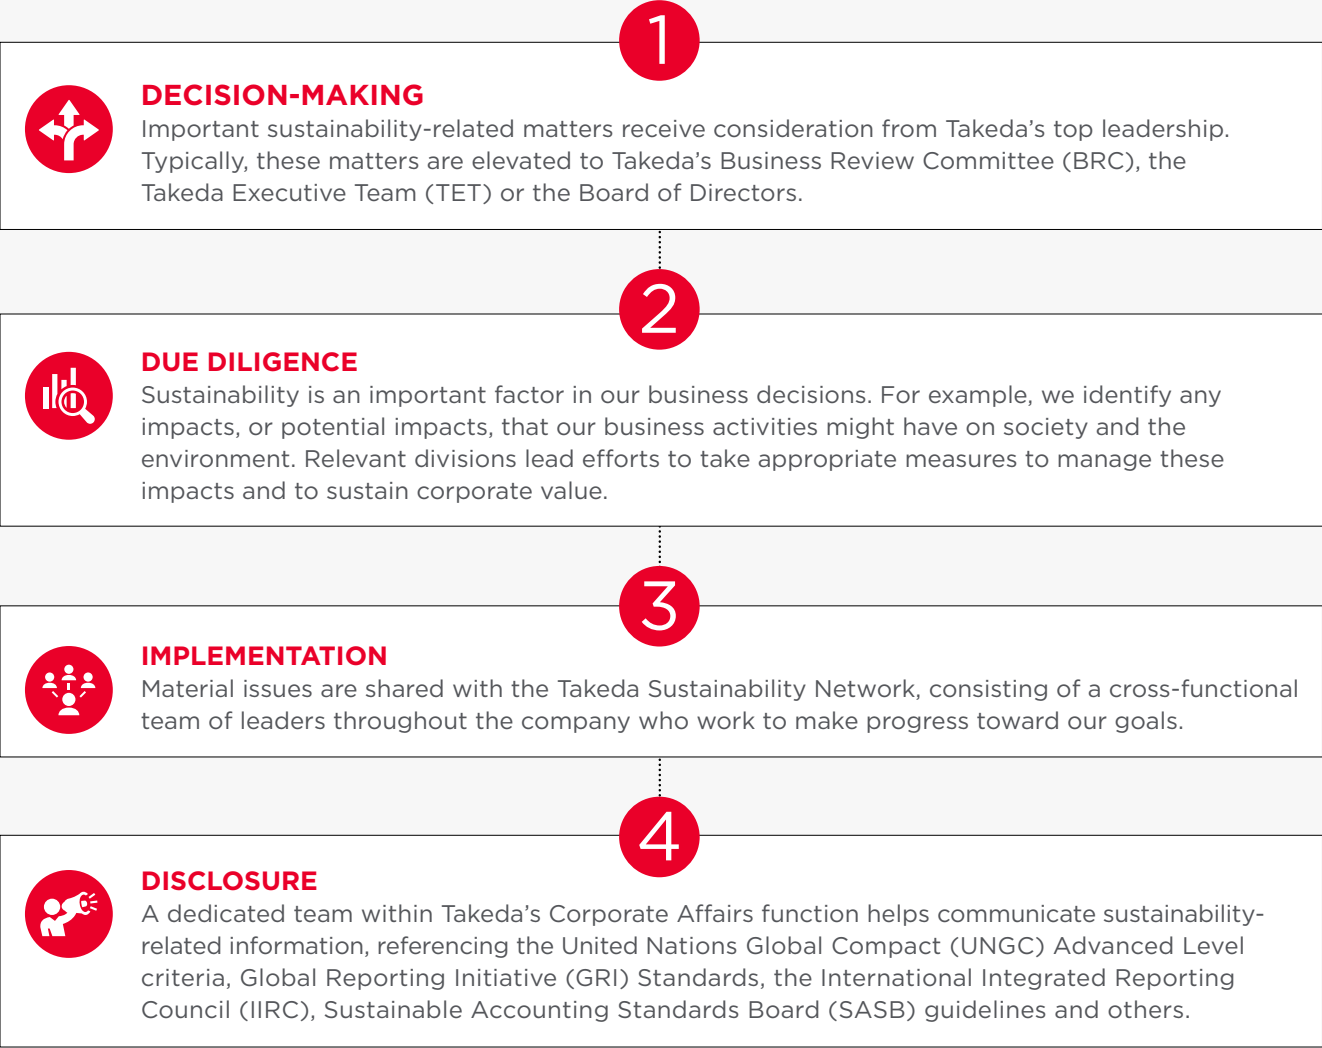 1
DECISION-MAKING
Important sustainability-related matters receive consideration from Takeda’s top leadership.
Typically, these matters are elevated to Takeda’s Business Review Committee (BRC), the
Takeda Executive Team (TET) or the Board of Directors.
2
DUE DILIGENCE
Sustainability is an important factor in our business decisions. For example, we identify any
impacts, or potential impacts, that our business activities might have on society and the
environment. Relevant divisions lead efforts to take appropriate measures to manage these
impacts and to sustain corporate value.
3
IMPLEMENTATION
Material issues are shared with the Takeda Sustainability Network, consisting of a cross-functional
team of leaders throughout the company who work to make progress toward our goals.
4
DISCLOSURE
A dedicated team within Takeda’s Corporate Affairs function helps communicate sustainability-
related information, referencing the United Nations Global Compact (UNGC) Advanced Level
criteria, Global Reporting Initiative (GRI) Standards, the International Integrated Reporting
Council (IIRC), Sustainable Accounting Standards Board (SASB) guidelines and others.